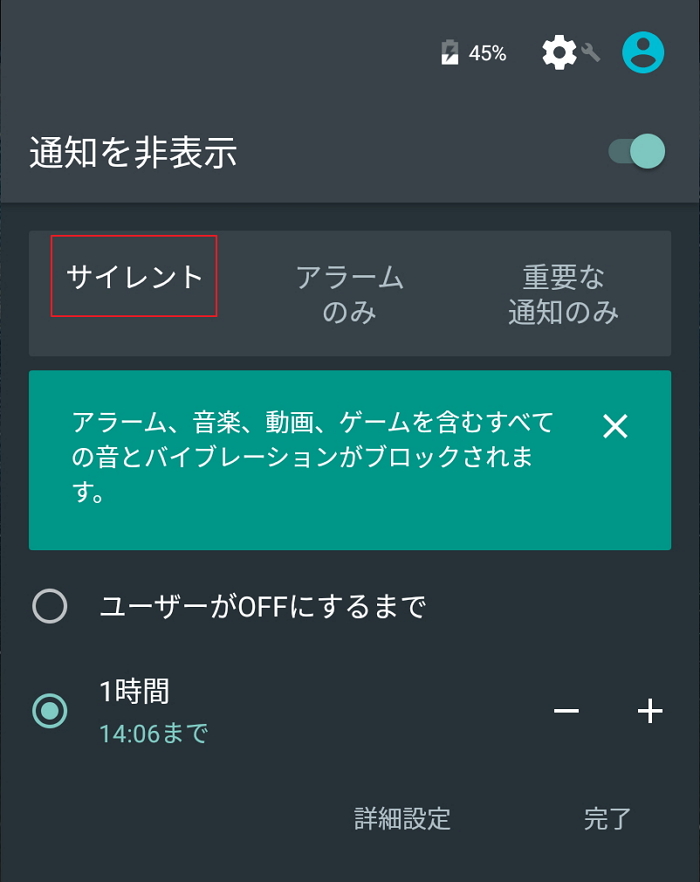 45%
通知を非表示
サイレント
アラーム
のみ
重要な
通知のみ
アラーム、音楽、動画、ゲームを含むすべて
の音とバイブレーションがブロックされま
す。
ユーザーがOFFにするまで
1時間
14:06まで
詳細設定
完了